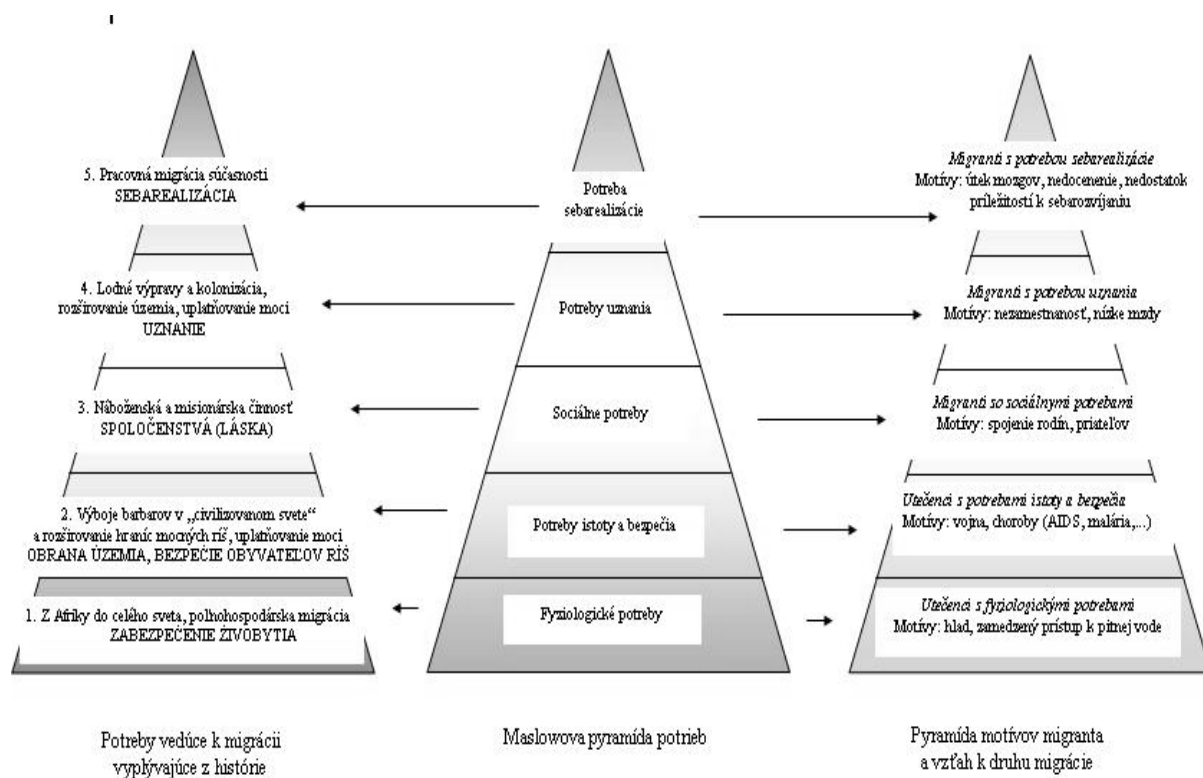 5. Pracovná migrácia súčasnosti
SEBAREALIZÁCIA
4. Lodné výpravy a kolonizácia,
rozširovanie územia, uplatňovanie moci
UZNANIE
3. Náboženská a misionárska činnosť
SPOLOČENSTVÁ (LÁSKA)
2. Výboje barbarov v „civilizovanom svete“
a rozširovanie hraníc mocných ríš, uplatňovanie moci
OBRANA ÚZEMIA, BEZPEČIE OBYVATEĽOV RÍŠ
1. Z Afriky do celého sveta, poľnohospodárska migrácia
ZABEZPEČENIE ŽIVOBYTIA
Potreby vedúce k migrácii
vyplývajúce z histórie
Potreba
sebarealizácie
Potreby uznania
Sociálne potreby
Potreby istoty a bezpečia
Fyziologické potreby
Maslowova pyramída potrieb
Migranti s potrebou sebarealizácie
Motívy: útek mozgov, nedocenenie, nedostatok
príležitostí k sebarozvíjaniu
Migranti s potrebou uznania
Motívy: nezamestnanosť, nízke mzdy
Migranti so sociálnymi potrebami
Motívy: spojenie rodín, priateľov
Utečenci s potrebami istoty a bezpečia
Motívy: vojna, choroby (AIDS, malária,...)
Utečenci s fyziologickými potrebami
Motívy: hlad, zamedzený prístup k pitnej vode
Pyramída motívov migranta
a vzťah k druhu migrácie